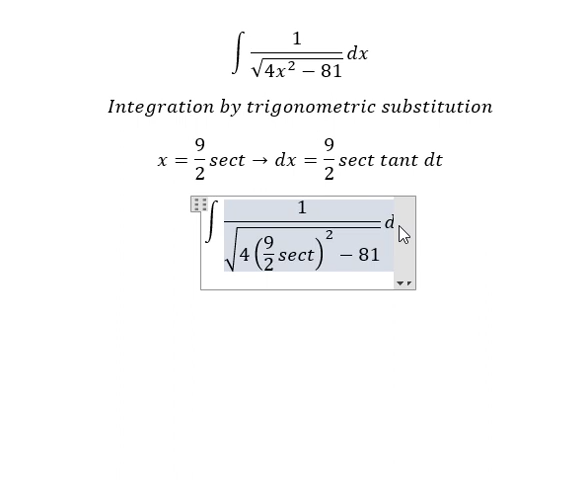 ∫ 1/√(4x² − 81) dx
Integration by trigonometric substitution
x = 9/2 sect → dx = 9/2 sect tant dt
∫ 1/√(4(9/2 sect)² − 81) d